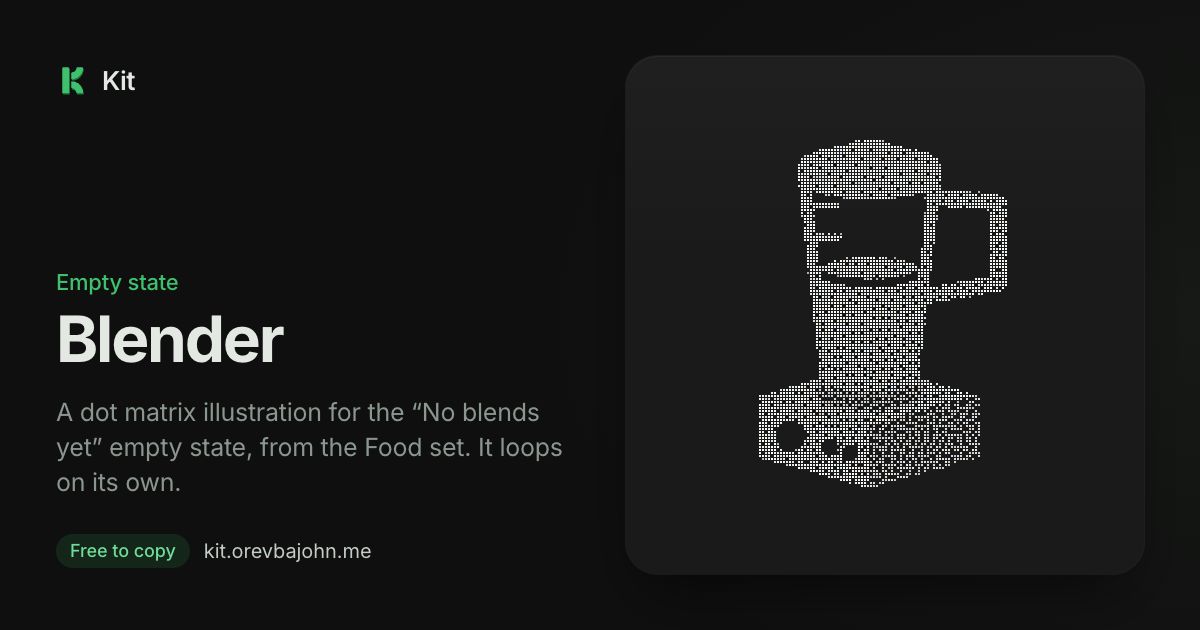 Kit
Empty state
Blender
A dot matrix illustration for the “No blends
yet” empty state, from the Food set. It loops
on its own.
Free to copy
kit.orevbajohn.me